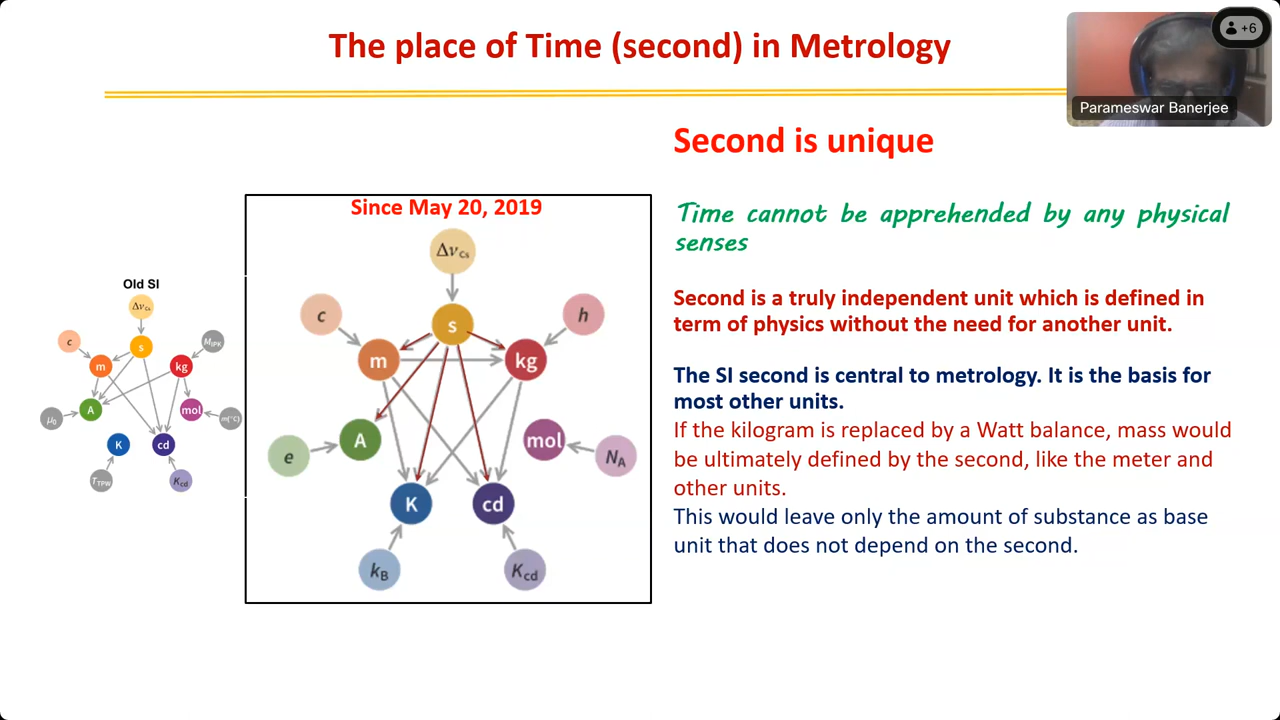 The place of Time (second) in Metrology
+6
Parameswar Banerjee
Second is unique
Time cannot be apprehended by any physical
senses
Second is a truly independent unit which is defined in
term of physics without the need for another unit.
The SI second is central to metrology. It is the basis for
most other units.
If the kilogram is replaced by a Watt balance, mass would
be ultimately defined by the second, like the meter and
other units.
This would leave only the amount of substance as base
unit that does not depend on the second.
Old SI
Δν_Cs
c
s
M_IPK
m
kg
μ₀
A
mol
m(¹²C)
K
cd
T_TPW
K_cd
Since May 20, 2019
Δν_Cs
c
s
h
m
kg
e
A
mol
N_A
K
cd
k_B
K_cd